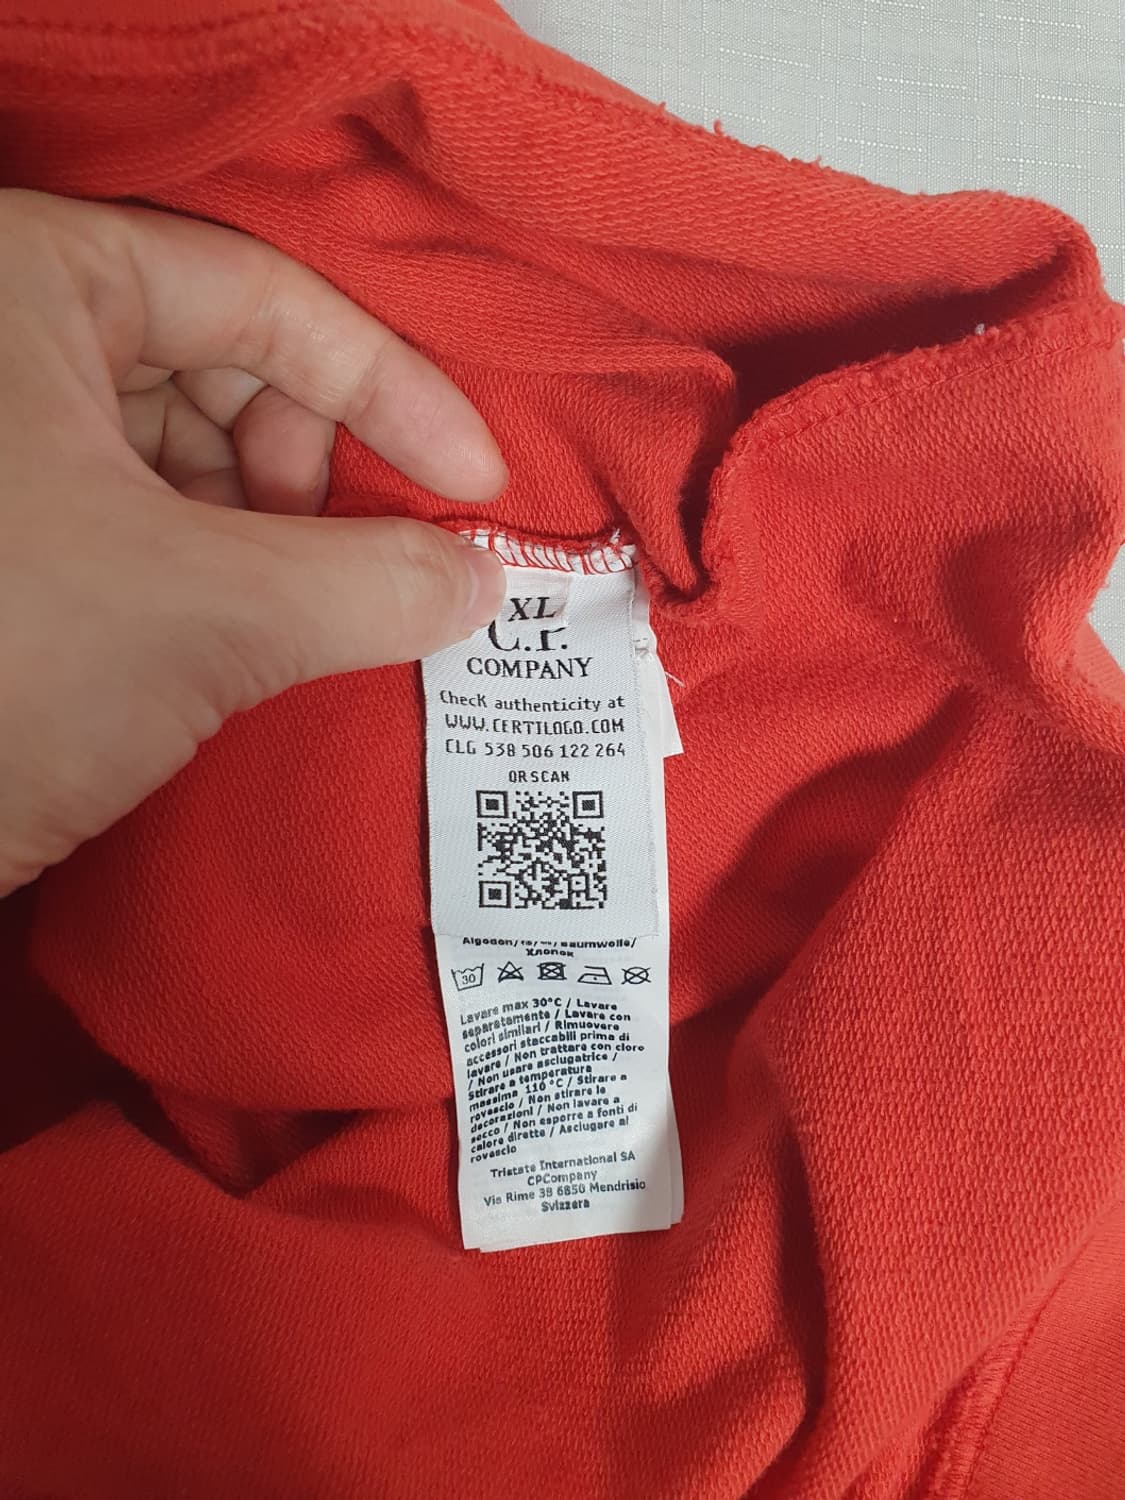 XL
C.P.
COMPANY
Check authenticity at
WWW.CERTILOGO.COM
CLG 538 506 122 264
QR SCAN
Algodon/ Baumwolle/
Хлопок
30
Lavare max 30°C / Lavare
separatamente / Lavare con
colori similari / Rimuovere
accessori staccabili prima di
lavare / Non trattare con cloro
/ Non usare asciugatrice /
Stirare a temperatura
massima 110 °C / Stirare a
rovescio / Non stirare le
decorazioni / Non lavare a
secco / Non esporre a fonti di
calore dirette / Asciugare al
rovescio
Tristate International SA
CPCompany
Via Rime 38 6850 Mendrisio
Svizzera